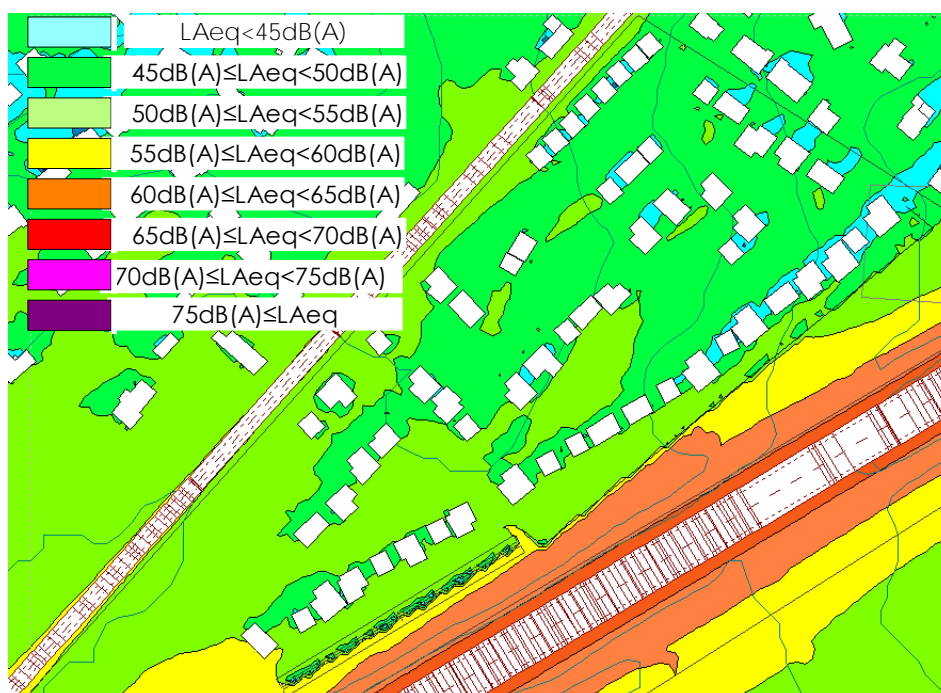 LAeq<45dB(A)
45dB(A)≤LAeq<50dB(A)
50dB(A)≤LAeq<55dB(A)
55dB(A)≤LAeq<60dB(A)
60dB(A)≤LAeq<65dB(A)
65dB(A)≤LAeq<70dB(A)
70dB(A)≤LAeq<75dB(A)
75dB(A)≤LAeq